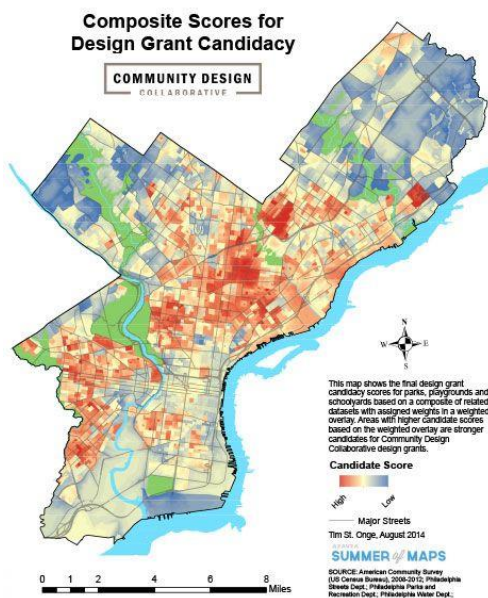 Composite Scores for
Design Grant Candidacy
COMMUNITY DESIGN
COLLABORATIVE
N
W E
S
This map shows the final design grant
candidacy scores for parks, playgrounds and
schoolyards based on a composite of related
datasets with assigned weights in a weighted
overlay. Areas with higher candidate scores
based on the weighted overlay are stronger
candidates for Community Design
Collaborative design grants.
Candidate Score
High Low
Major Streets
Tim St. Onge, August 2014
AZAVEA
SUMMER of MAPS
SOURCE: American Community Survey
(US Census Bureau), 2008-2012; Philadelphia
Streets Dept.; Philadelphia Parks and
Recreation Dept.; Philadelphia Water Dept.;
0 1 2 4 6 8
Miles